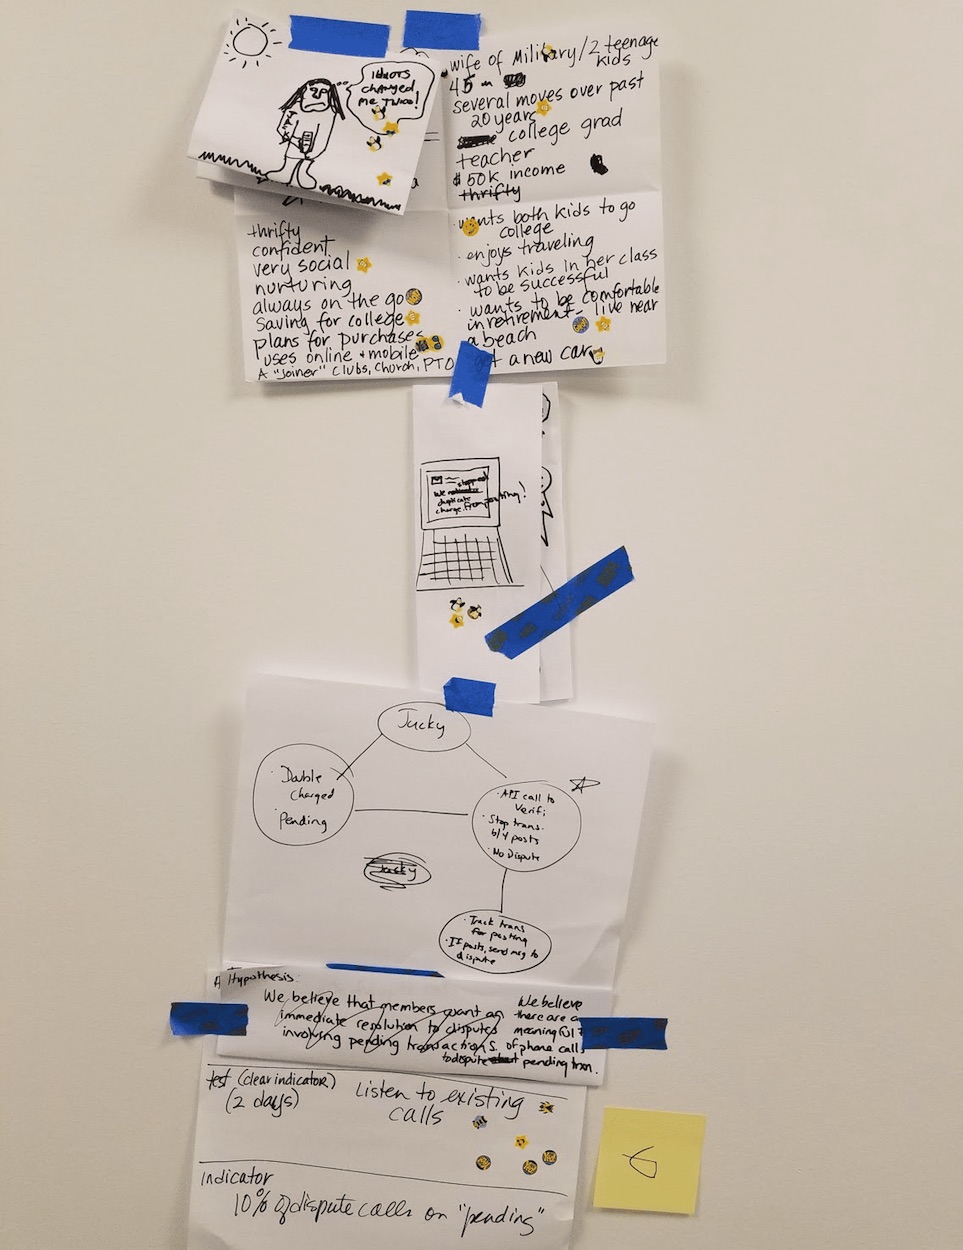 IDIOTS
CHARGED
ME TWICE!
wife of Military/2 teenage
kids
45
several moves over past
20 years
college grad
teacher
$50k income
thrifty
thrifty
confident
very social
nurturing
always on the go
saving for college
plans for purchases
uses online + mobile
A "Joiner" Clubs, Church, PTO
wants both kids to go
college
· enjoys traveling
· wants kids in her class
to be successful
· wants to be comfortable
in retirement - live near
a beach
get a new car
We stopped
duplicate
charge from posting!
Jacky
· Double
charged
· Pending
· API call to
Verifi
· Stop trans.
b/4 posts
· No Dispute
Jacky
· Track trans
for posting
· If posts, send msg to
dispute
Hypothesis:
We believe that members want an
immediate resolution to disputes
involving pending transactions.
We believe
there are a
meaningful #
of phone calls
to dispute pending tran.
test (clear indicator)
(2 days)
Listen to existing
calls
Indicator
10% of dispute calls on "pending"
6